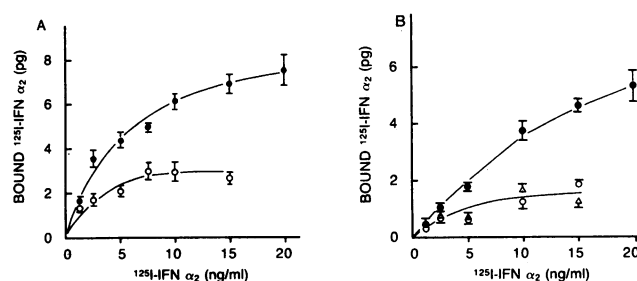 A
BOUND ¹²⁵I-IFN α₂ (pg)
8
6
4
2
0
0 5 10 15 20
¹²⁵I-IFN α₂ (ng/ml)
B
BOUND ¹²⁵I-IFN α₂ (pg)
6
4
2
0
0 5 10 15 20
¹²⁵I-IFN α₂ (ng/ml)